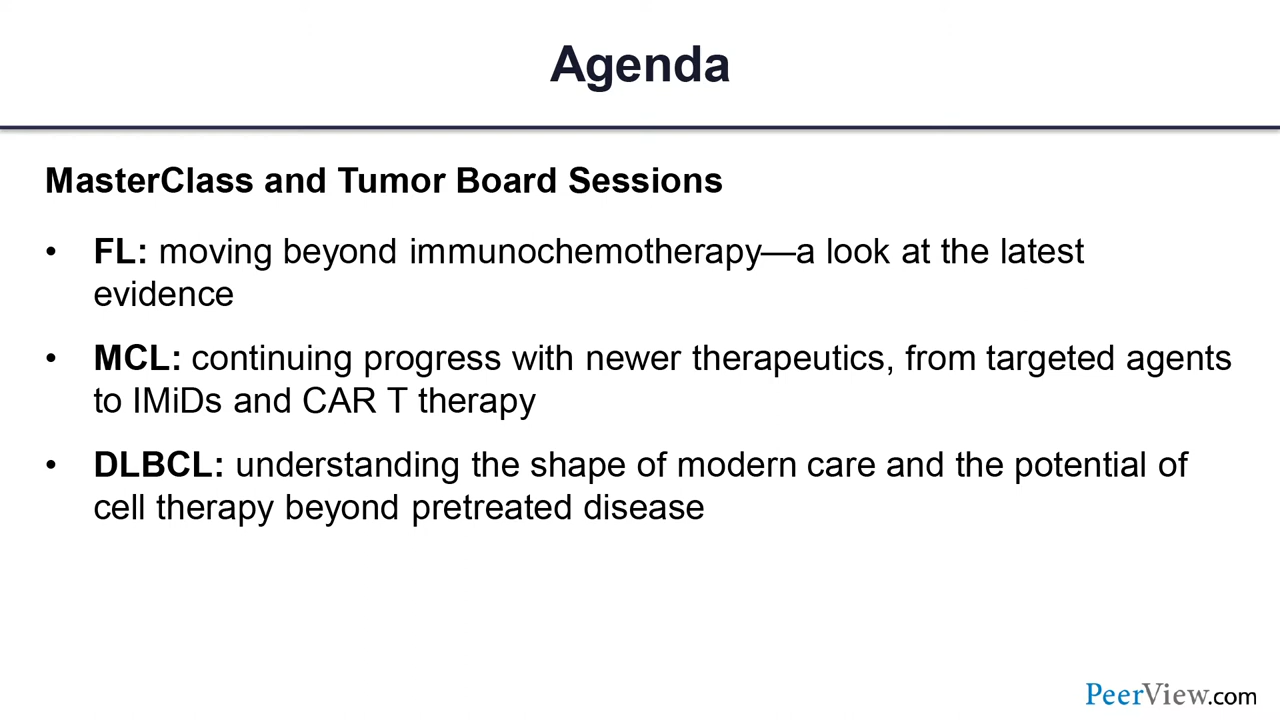 Agenda
MasterClass and Tumor Board Sessions
• FL: moving beyond immunochemotherapy—a look at the latest
evidence
• MCL: continuing progress with newer therapeutics, from targeted agents
to IMiDs and CAR T therapy
• DLBCL: understanding the shape of modern care and the potential of
cell therapy beyond pretreated disease
PeerView.com